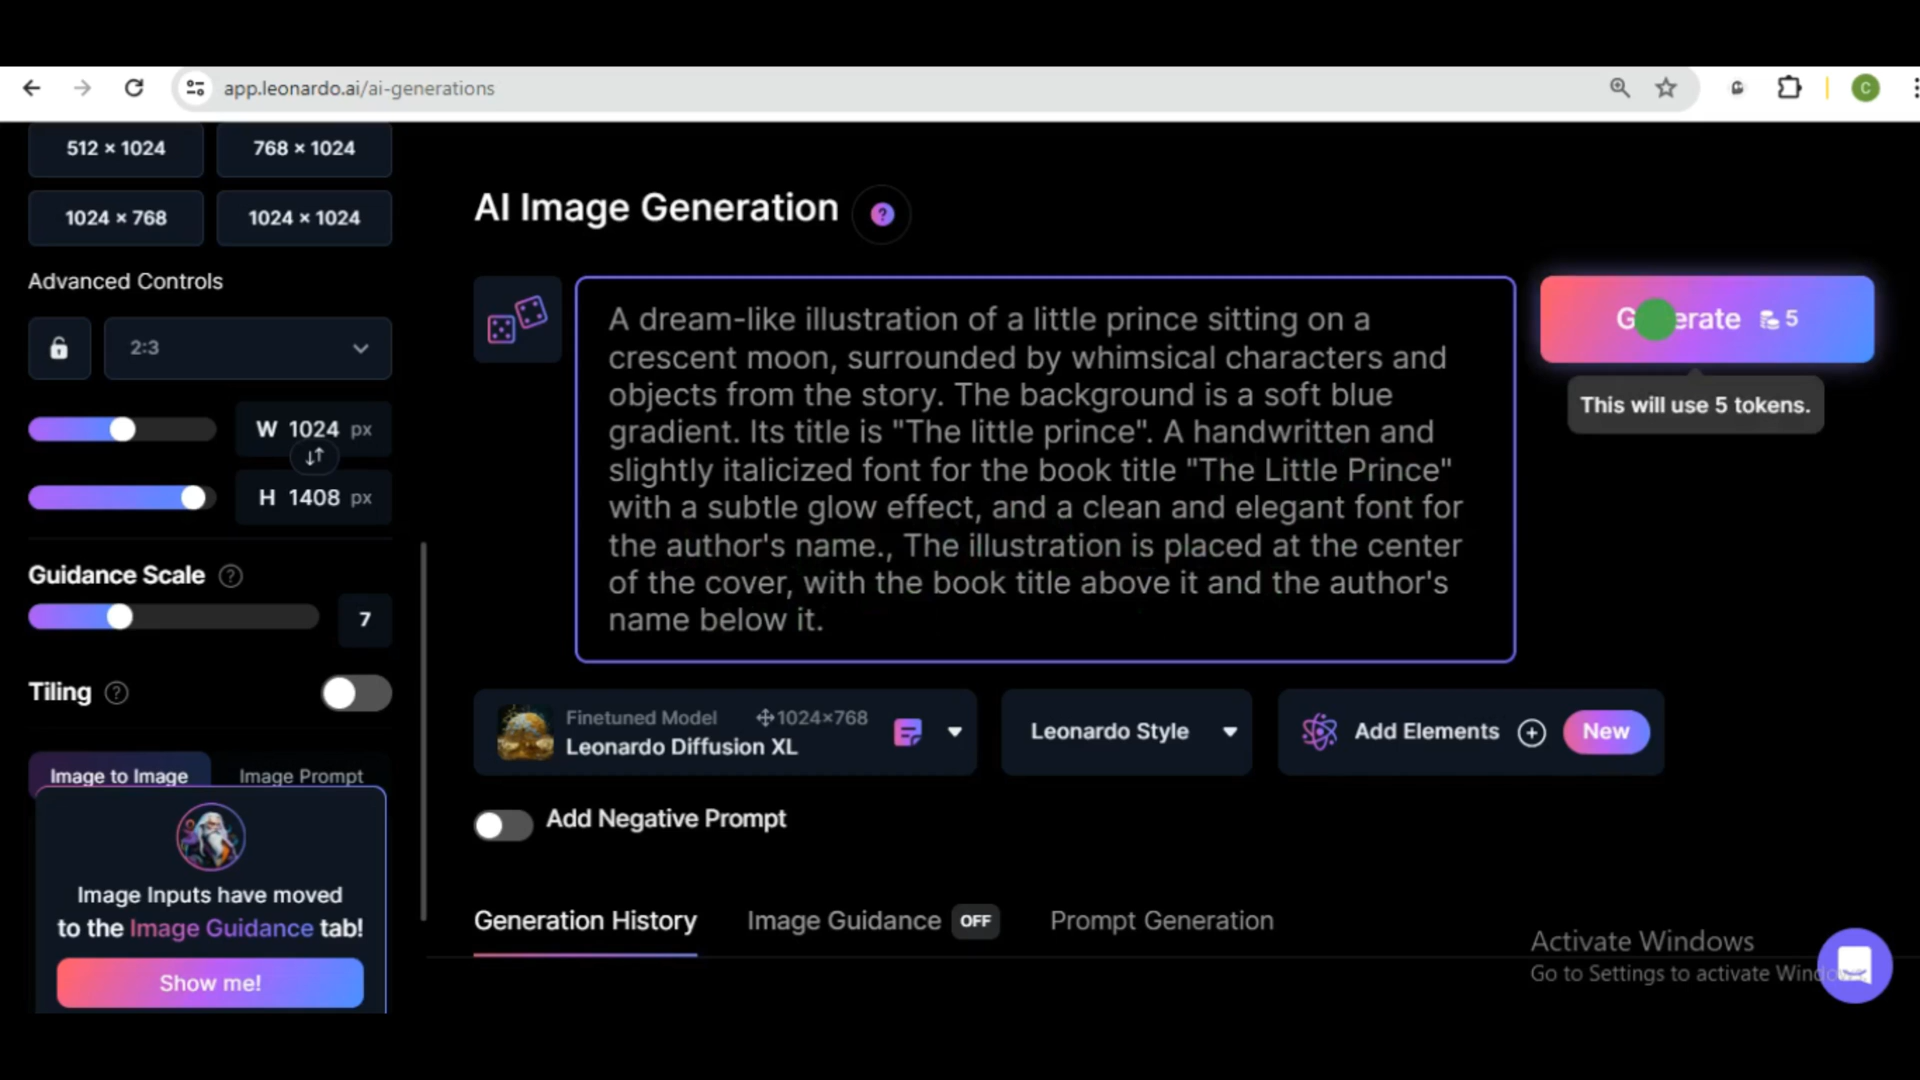 app.leonardo.ai/ai-generations
C
512 × 1024
768 × 1024
1024 × 768
1024 × 1024
Advanced Controls
2:3
W 1024 px
H 1408 px
Guidance Scale ?
7
Tiling ?
Image to Image
Image Prompt
Image Inputs have moved
to the Image Guidance tab!
Show me!
AI Image Generation ?
A dream-like illustration of a little prince sitting on a
crescent moon, surrounded by whimsical characters and
objects from the story. The background is a soft blue
gradient. Its title is "The little prince". A handwritten and
slightly italicized font for the book title "The Little Prince"
with a subtle glow effect, and a clean and elegant font for
the author's name., The illustration is placed at the center
of the cover, with the book title above it and the author's
name below it.
Generate 5
This will use 5 tokens.
Finetuned Model 1024×768
Leonardo Diffusion XL
Leonardo Style
Add Elements
New
Add Negative Prompt
Generation History
Image Guidance OFF
Prompt Generation
Activate Windows
Go to Settings to activate Windows